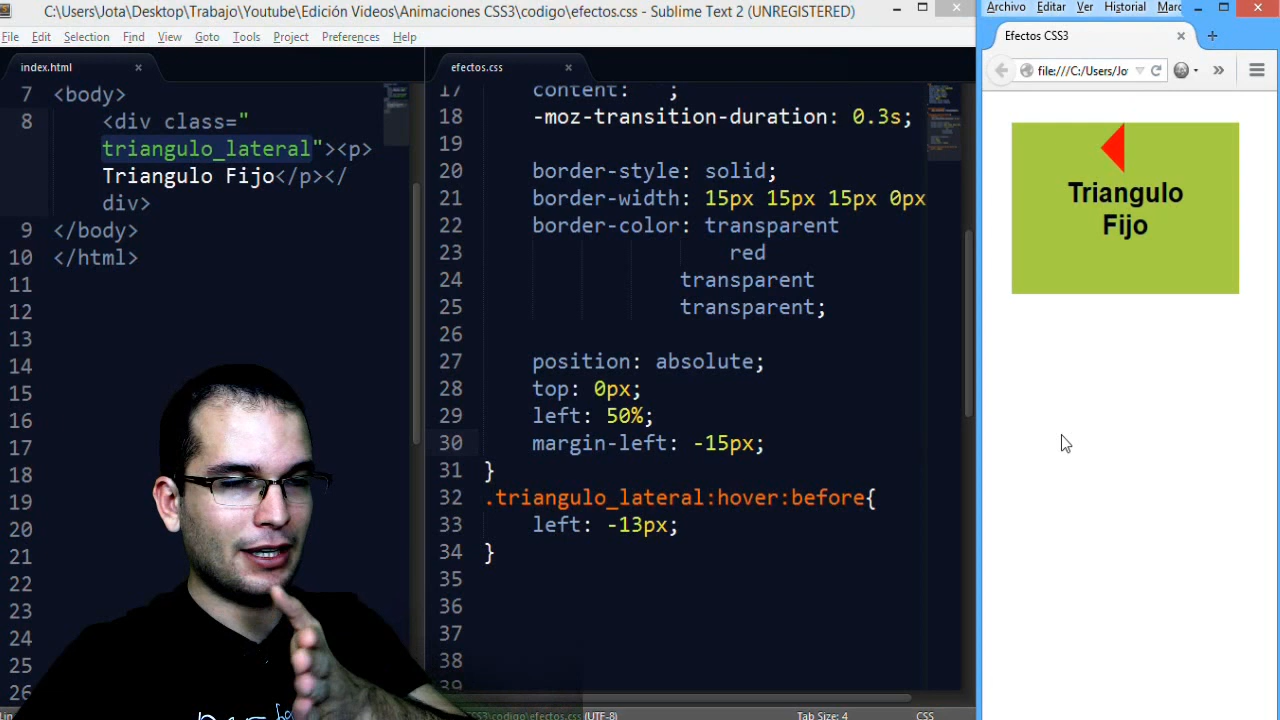 C:\Users\Jota\Desktop\Trabajo\Youtube\Edición Videos\Animaciones CSS3\codigo\efectos.css - Sublime Text 2 (UNREGISTERED)
File Edit Selection Find View Goto Tools Project Preferences Help
index.html ×
7 <body>
8 <div class="
triangulo_lateral"><p>
Triangulo Fijo</p></
div>
9 </body>
10 </html>
11
12
13
14
15
16
17
18
19
20
21
22
23
24
25
26
efectos.css ×
17 content: ;
18 -moz-transition-duration: 0.3s;
19
20 border-style: solid;
21 border-width: 15px 15px 15px 0px
22 border-color: transparent
23 red
24 transparent
25 transparent;
26
27 position: absolute;
28 top: 0px;
29 left: 50%;
30 margin-left: -15px;
31 }
32 .triangulo_lateral:hover:before{
33 left: -13px;
34 }
35
36
37
38
39
Tab Size: 4 CSS
Archivo Editar Ver Historial
Efectos CSS3 ×
file:///C:/Users/Jo
Triangulo
Fijo